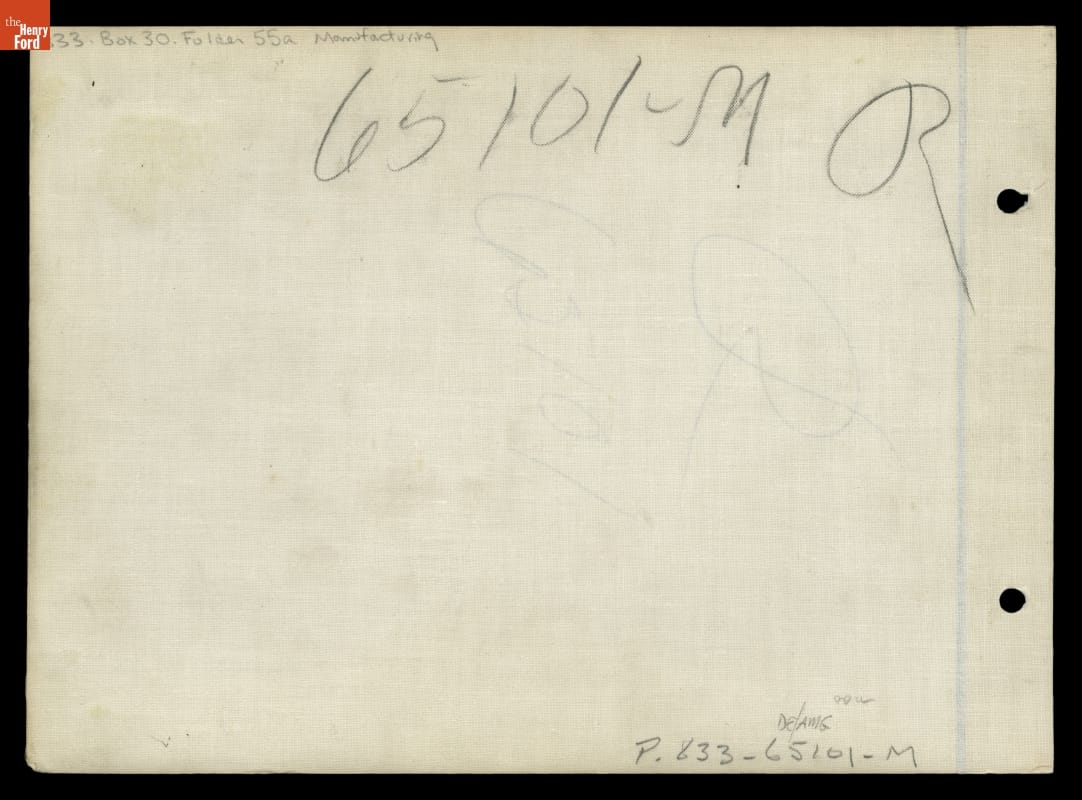 the
Henry
Ford
33. Box 30. Folder 55a Manufacturing
65101-M R
P. 833-65101-M